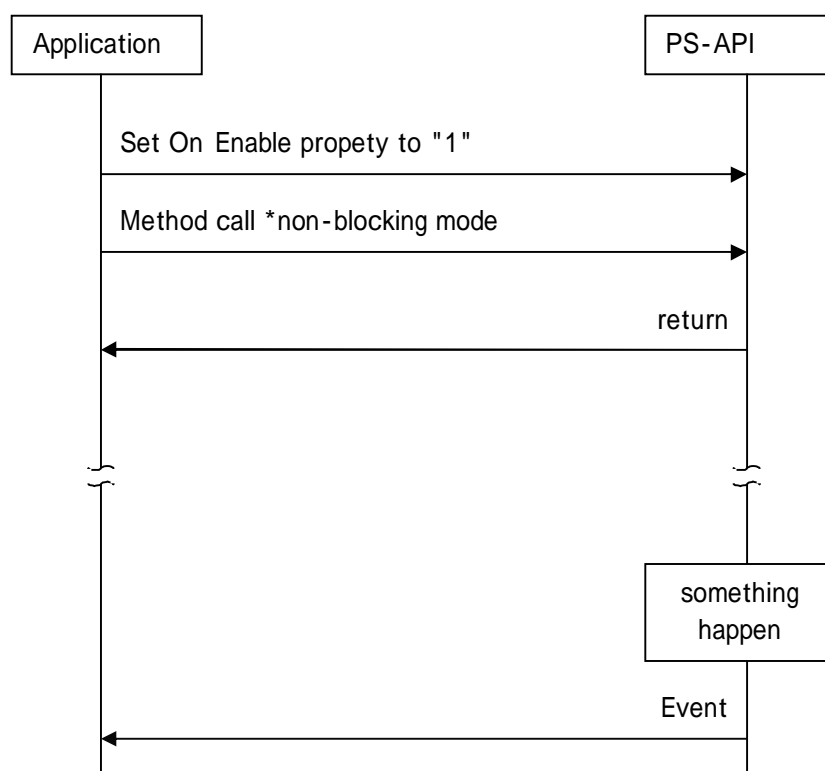 Application
PS-API
Set On Enable propety to "1"
Method call *non-blocking mode
return
something
happen
Event